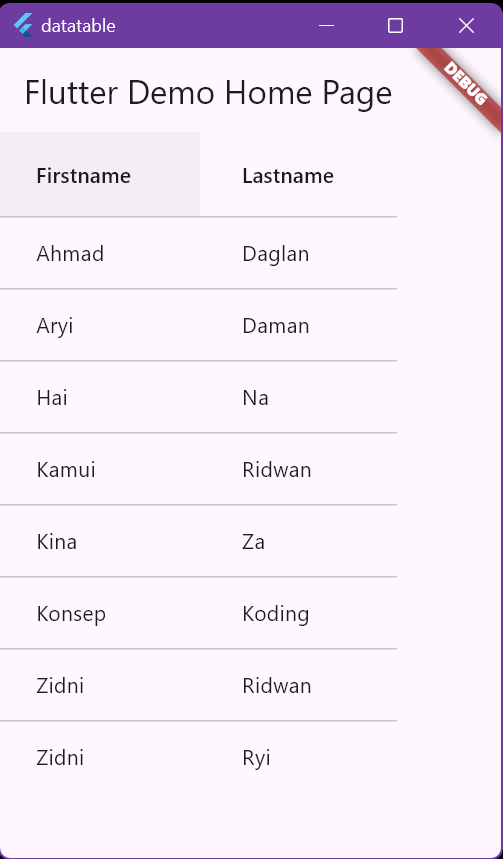 datatable
Flutter Demo Home Page
DEBUG
Firstname Lastname
Ahmad Daglan
Aryi Daman
Hai Na
Kamui Ridwan
Kina Za
Konsep Koding
Zidni Ridwan
Zidni Ryi